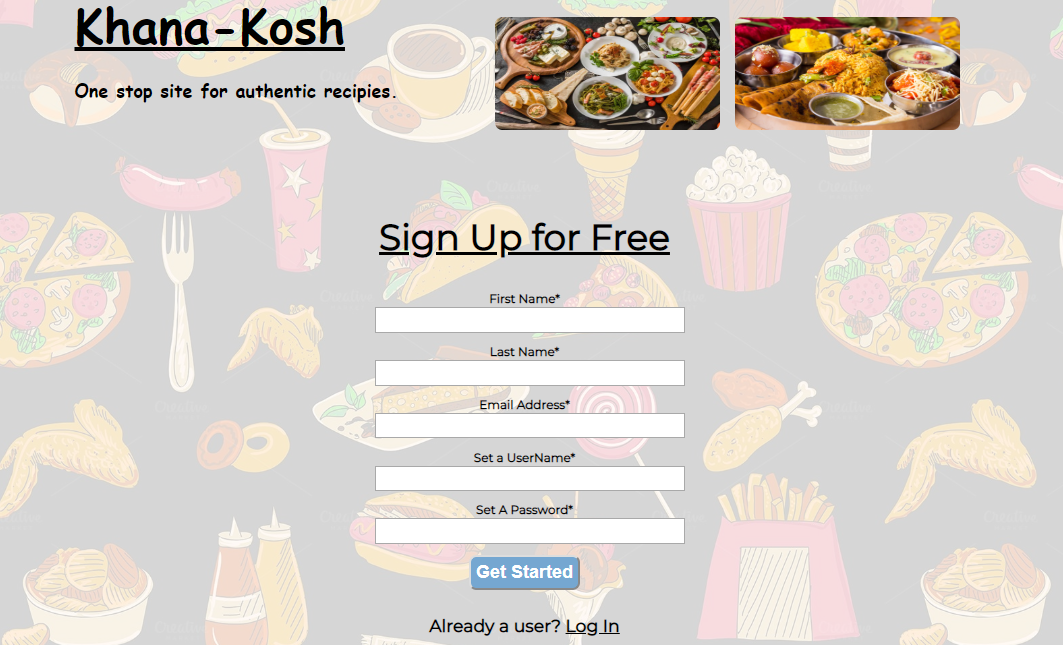 Khana-Kosh
One stop site for authentic recipies.
Sign Up for Free
First Name*
Last Name*
Email Address*
Set a UserName*
Set A Password*
Get Started
Already a user? Log In